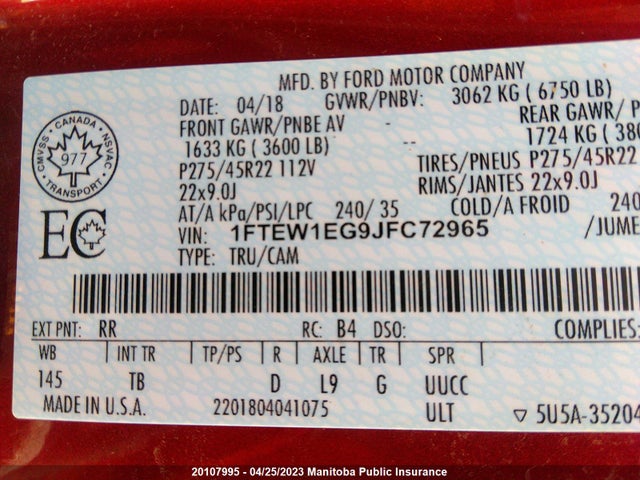 MFD. BY FORD MOTOR COMPANY
DATE: 04/18 GVWR/PNBV: 3062 KG ( 6750 LB)
FRONT GAWR/PNBE AV REAR GAWR/ P
1633 KG ( 3600 LB) -- 1724 KG ( 38
P275/45R22 112V TIRES/PNEUS P275/45R22
22x9.0J RIMS/JANTES 22x9.0J
AT/A kPa/PSI/LPC 240/ 35 COLD/A FROID 240
VIN: 1FTEW1EG9JFC72965 /JUME
TYPE: TRU/CAM
CANADA
CMVSS NSVAC
977
TRANSPORT
EC
EXT PNT: RR RC: B4 DSO: COMPLIES
WB INT TR TP/PS R AXLE TR SPR
145 TB D L9 G UUCC
MADE IN U.S.A. 2201804041075 ULT ▽ 5U5A-35204
20107995 - 04/25/2023 Manitoba Public Insurance